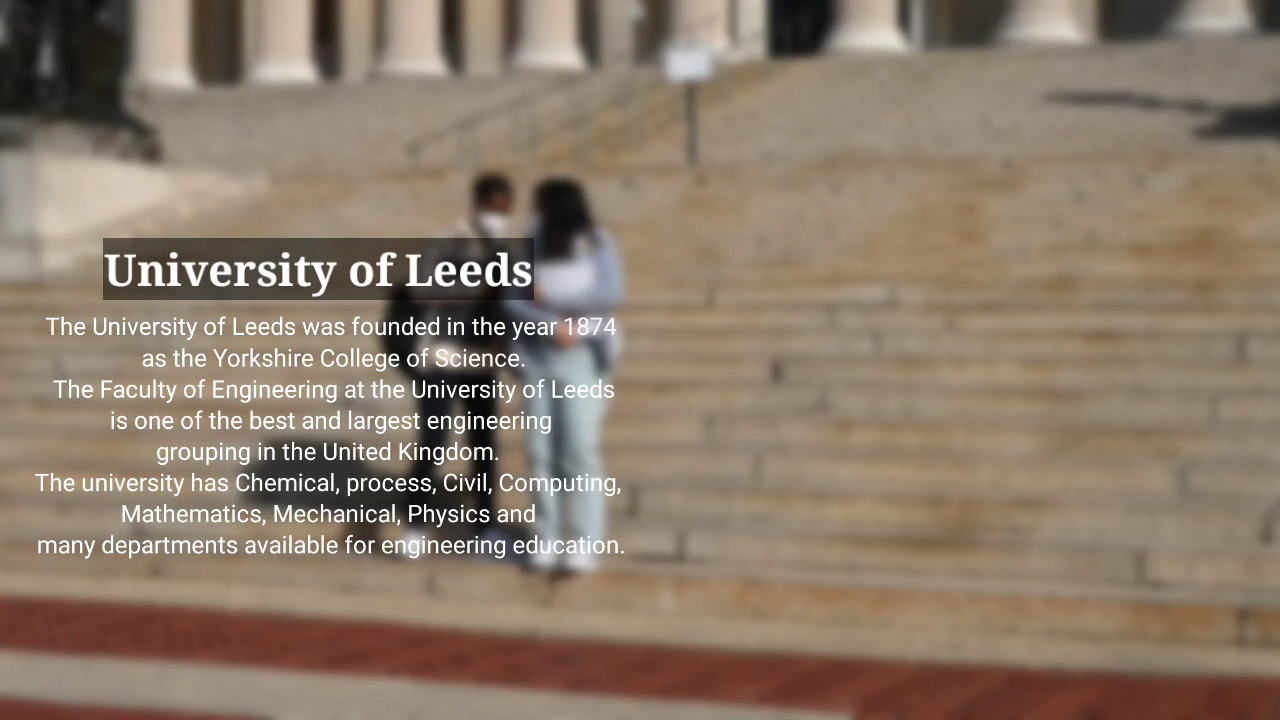 University of Leeds
The University of Leeds was founded in the year 1874
as the Yorkshire College of Science.
The Faculty of Engineering at the University of Leeds
is one of the best and largest engineering
grouping in the United Kingdom.
The university has Chemical, process, Civil, Computing,
Mathematics, Mechanical, Physics and
many departments available for engineering education.